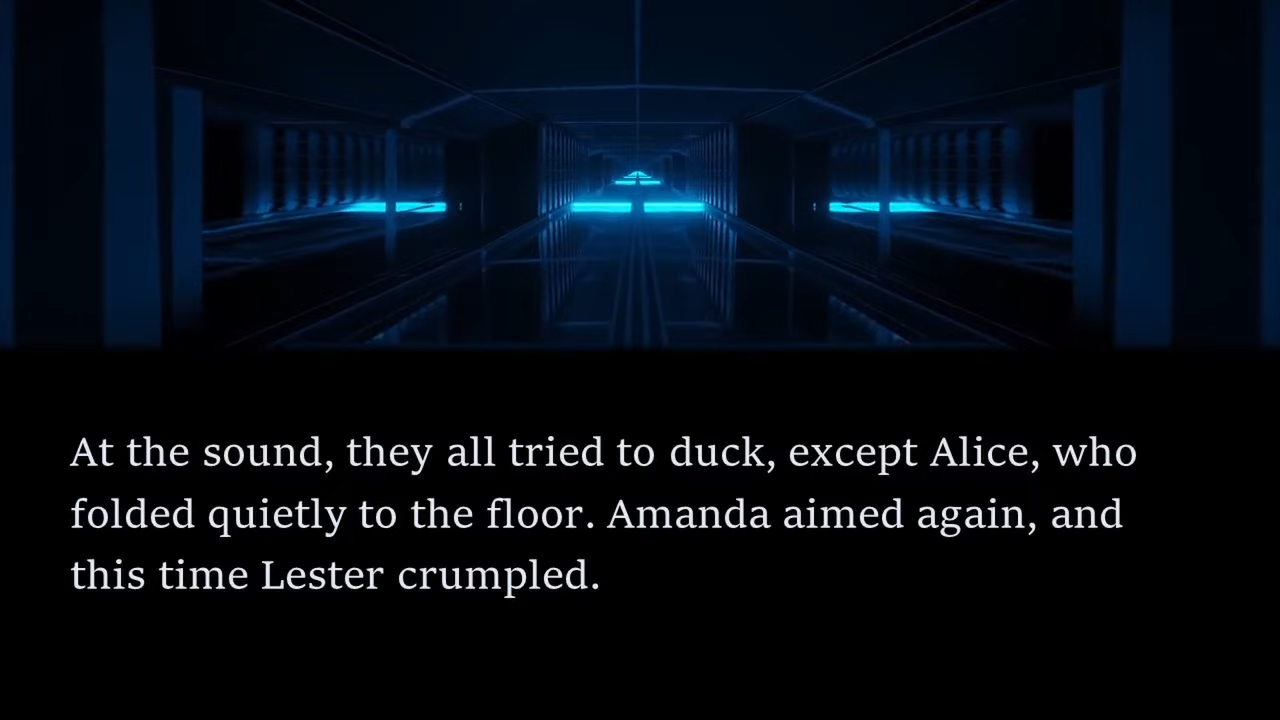 At the sound, they all tried to duck, except Alice, who
folded quietly to the floor. Amanda aimed again, and
this time Lester crumpled.